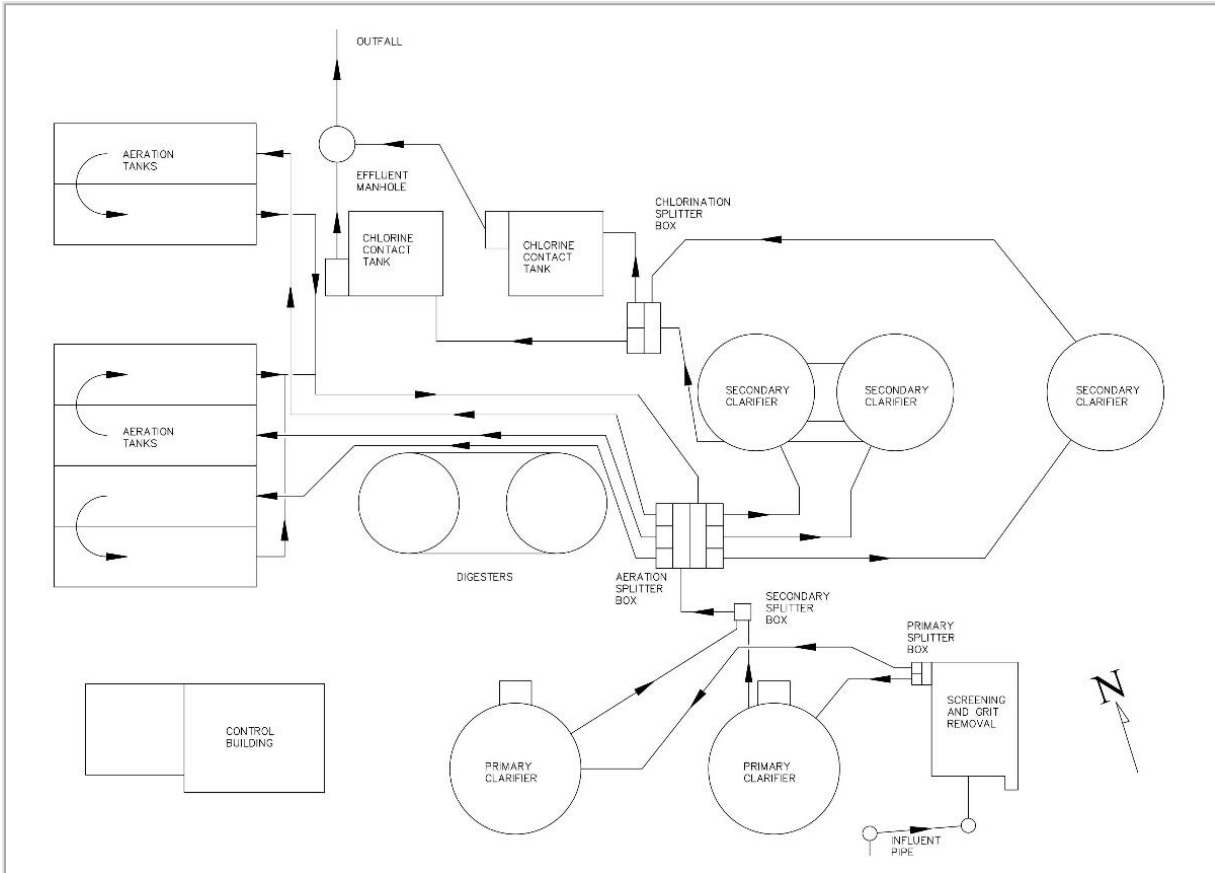 OUTFALL
AERATION
TANKS
EFFLUENT
MANHOLE
CHLORINATION
SPLITTER
BOX
CHLORINE
CONTACT
TANK
CHLORINE
CONTACT
TANK
SECONDARY
CLARIFIER
SECONDARY
CLARIFIER
SECONDARY
CLARIFIER
AERATION
TANKS
DIGESTERS
AERATION
SPLITTER
BOX
SECONDARY
SPLITTER
BOX
PRIMARY
SPLITTER
BOX
SCREENING
AND GRIT
REMOVAL
N
CONTROL
BUILDING
PRIMARY
CLARIFIER
PRIMARY
CLARIFIER
INFLUENT
PIPE